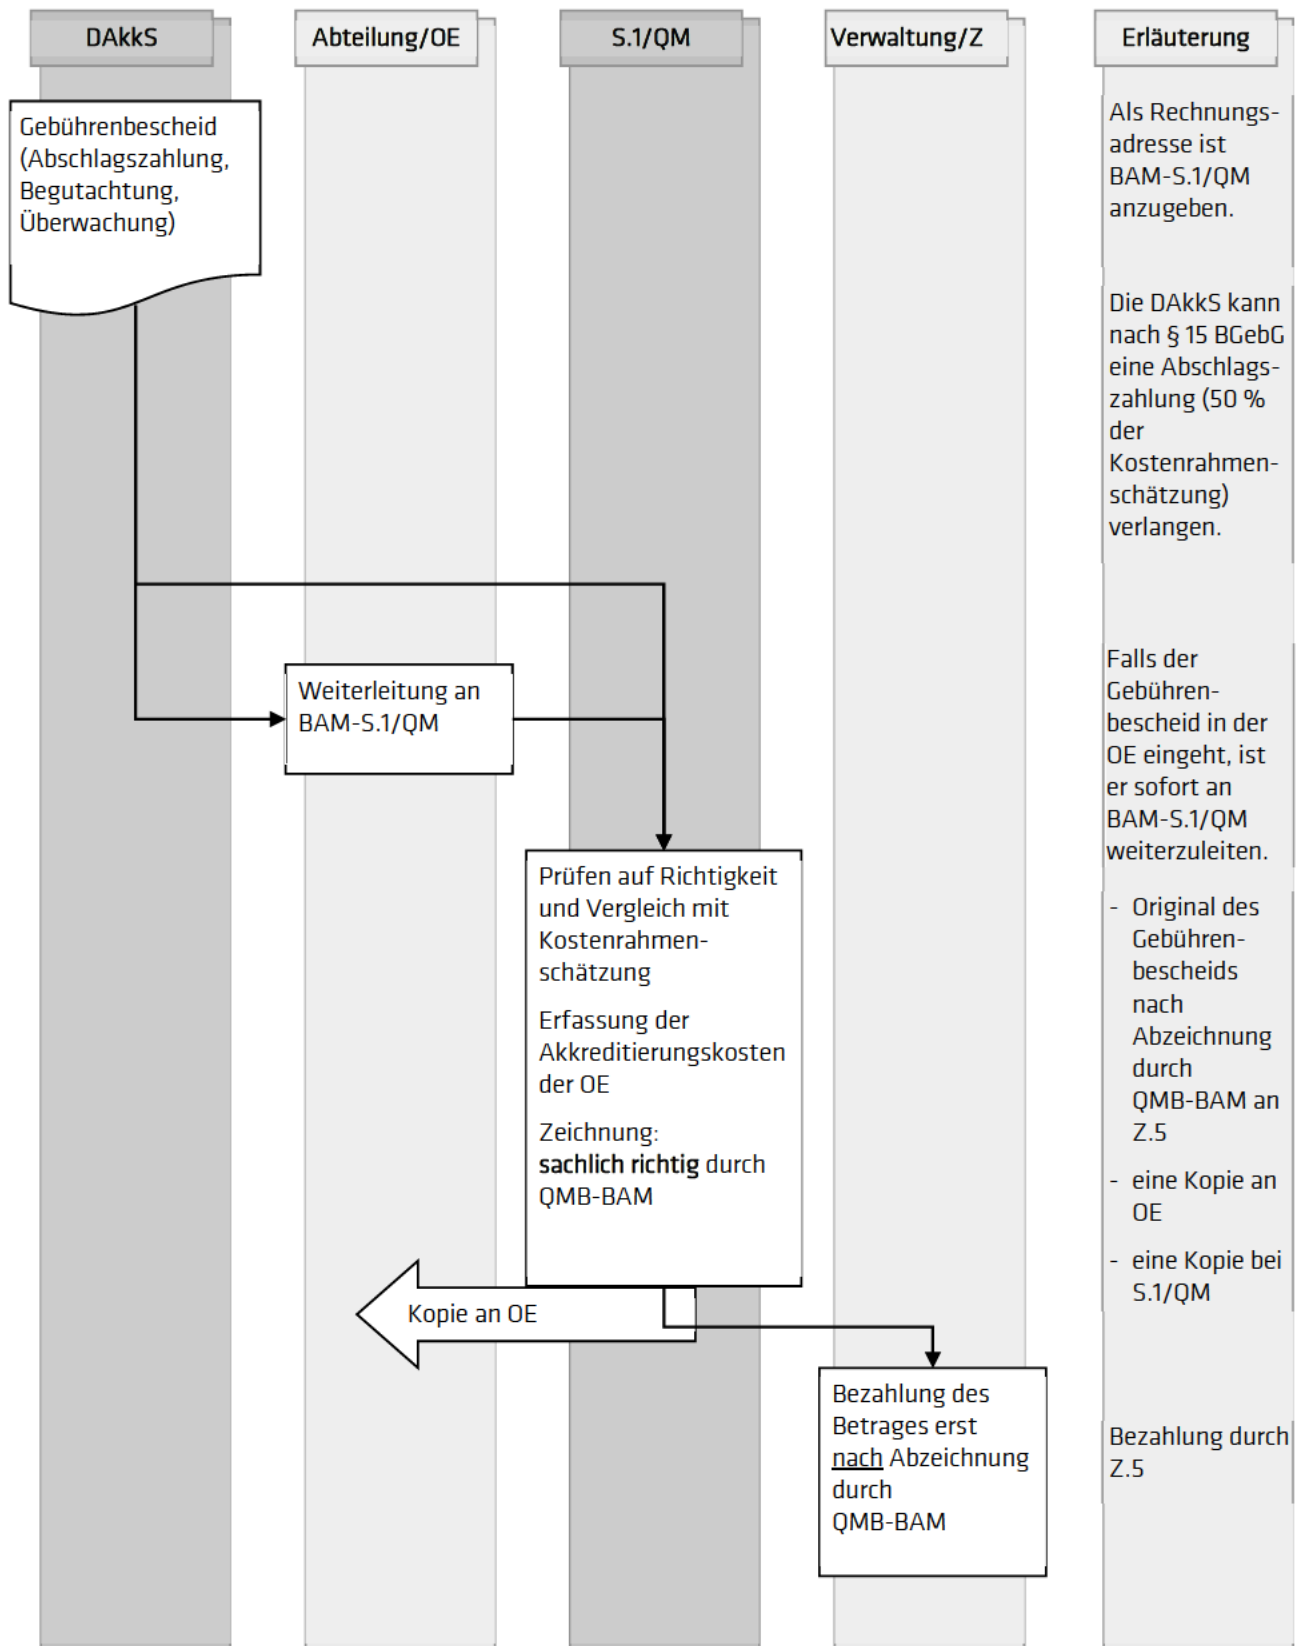 DAkkS
Abteilung/OE
S.1/QM
Verwaltung/Z
Erläuterung
Gebührenbescheid
(Abschlagszahlung,
Begutachtung,
Überwachung)
Als Rechnungs-
adresse ist
BAM-S.1/QM
anzugeben.
Die DAkkS kann
nach § 15 BGebG
eine Abschlags-
zahlung (50 %
der
Kostenrahmen-
schätzung)
verlangen.
Weiterleitung an
BAM-S.1/QM
Falls der
Gebühren-
bescheid in der
OE eingeht, ist
er sofort an
BAM-S.1/QM
weiterzuleiten.
Prüfen auf Richtigkeit
und Vergleich mit
Kostenrahmen-
schätzung
Erfassung der
Akkreditierungskosten
der OE
Zeichnung:
sachlich richtig durch
QMB-BAM
- Original des
Gebühren-
bescheids
nach
Abzeichnung
durch
QMB-BAM an
Z.5
- eine Kopie an
OE
- eine Kopie bei
S.1/QM
Kopie an OE
Bezahlung des
Betrages erst
nach Abzeichnung
durch
QMB-BAM
Bezahlung durch
Z.5